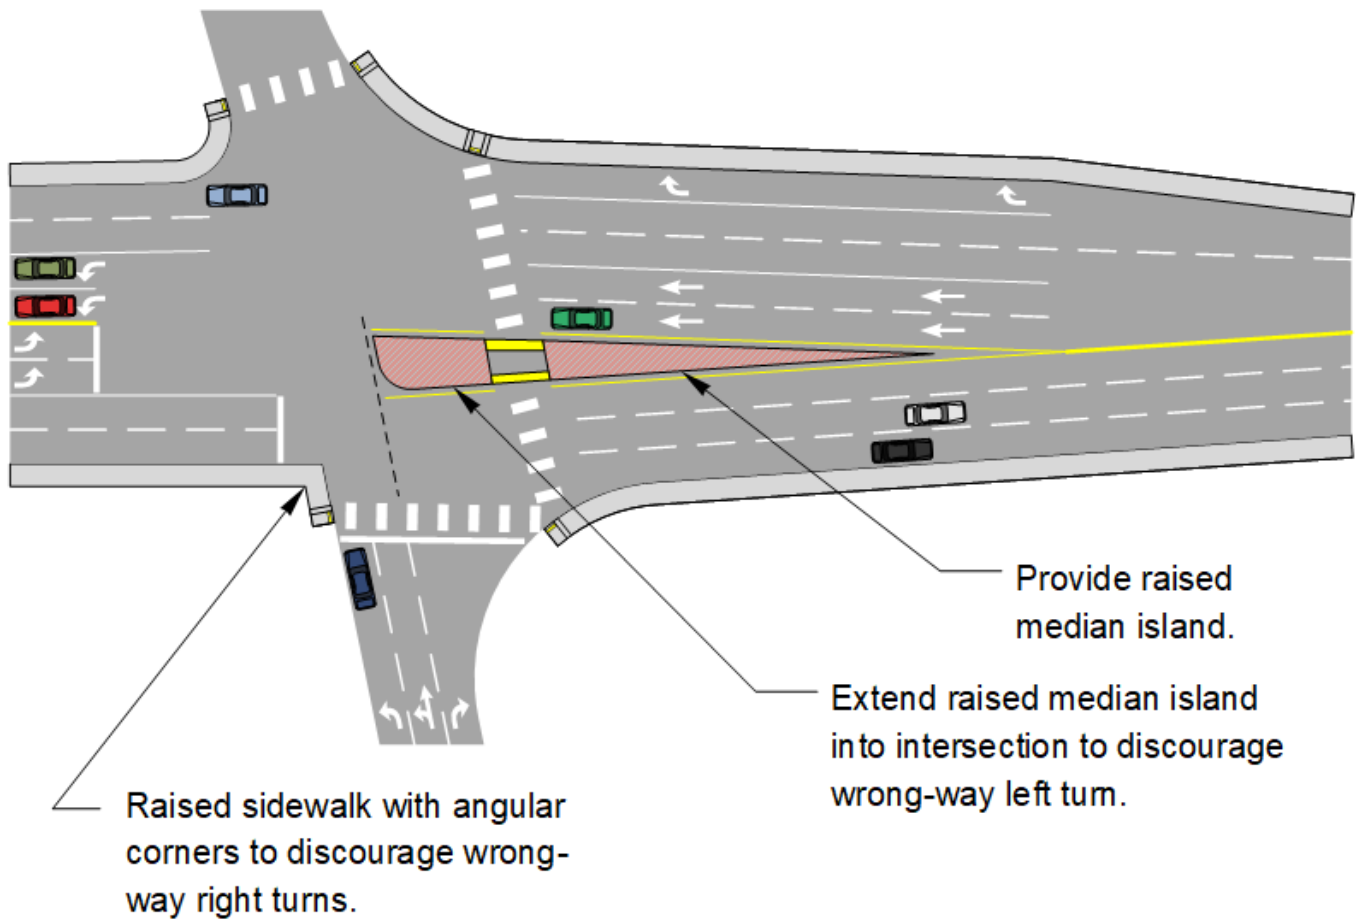 Provide raised
median island.
Extend raised median island
into intersection to discourage
wrong-way left turn.
Raised sidewalk with angular
corners to discourage wrong-
way right turns.